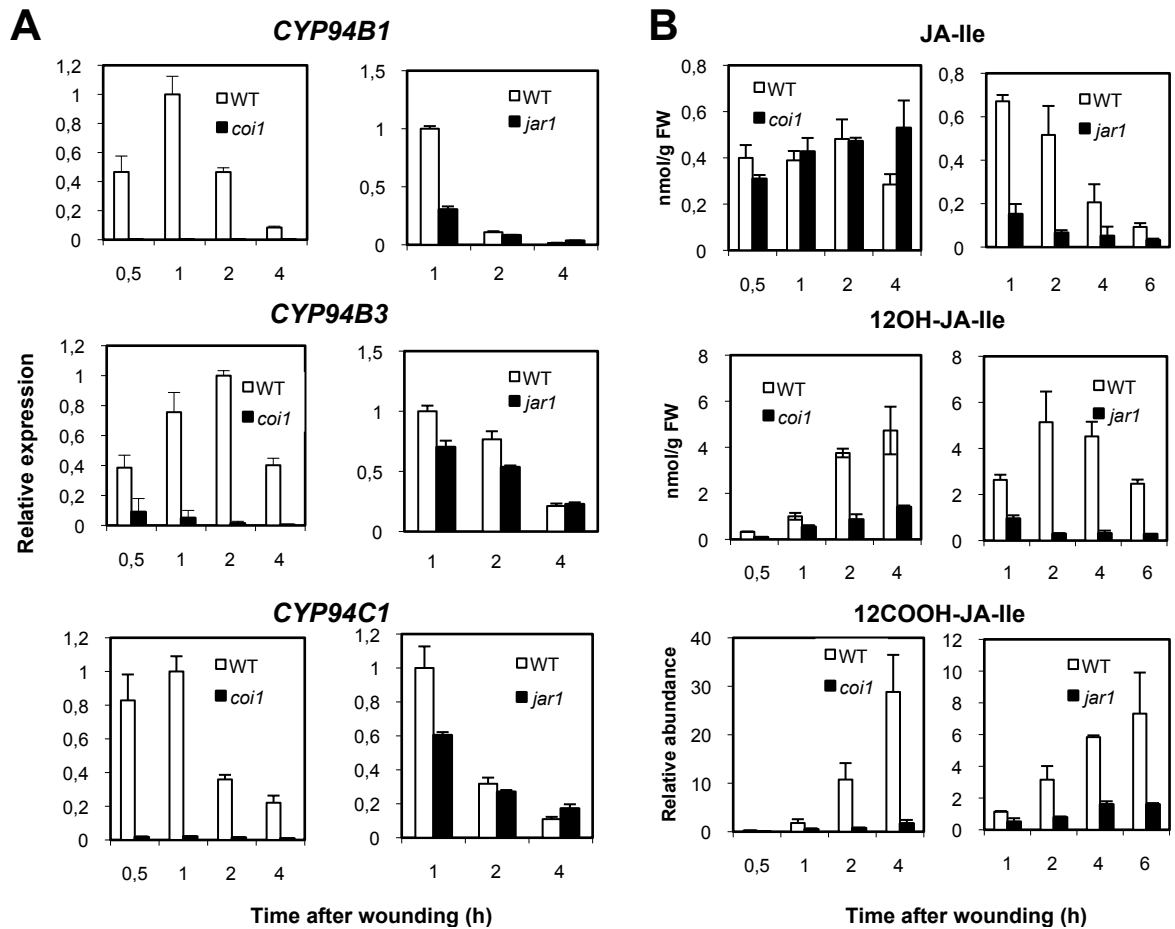 A
CYP94B1
1,2
1
0,8
0,6
0,4
0,2
0
WT
coi1
0,5 1 2 4
1,5
1
0,5
0
WT
jar1
1 2 4
CYP94B3
Relative expression
1,2
1
0,8
0,6
0,4
0,2
0
WT
coi1
0,5 1 2 4
1,5
1
0,5
0
WT
jar1
1 2 4
CYP94C1
1,2
1
0,8
0,6
0,4
0,2
0
WT
coi1
0,5 1 2 4
1,2
1
0,8
0,6
0,4
0,2
0
WT
jar1
1 2 4
Time after wounding (h)
B
JA-Ile
nmol/g FW
0,8
0,6
0,4
0,2
0
WT
coi1
0,5 1 2 4
0,8
0,6
0,4
0,2
0
WT
jar1
1 2 4 6
12OH-JA-Ile
nmol/g FW
8
6
4
2
0
WT
coi1
0,5 1 2 4
8
6
4
2
0
WT
jar1
1 2 4 6
12COOH-JA-Ile
Relative abundance
40
30
20
10
0
WT
coi1
0,5 1 2 4
12
10
8
6
4
2
0
WT
jar1
1 2 4 6
Time after wounding (h)